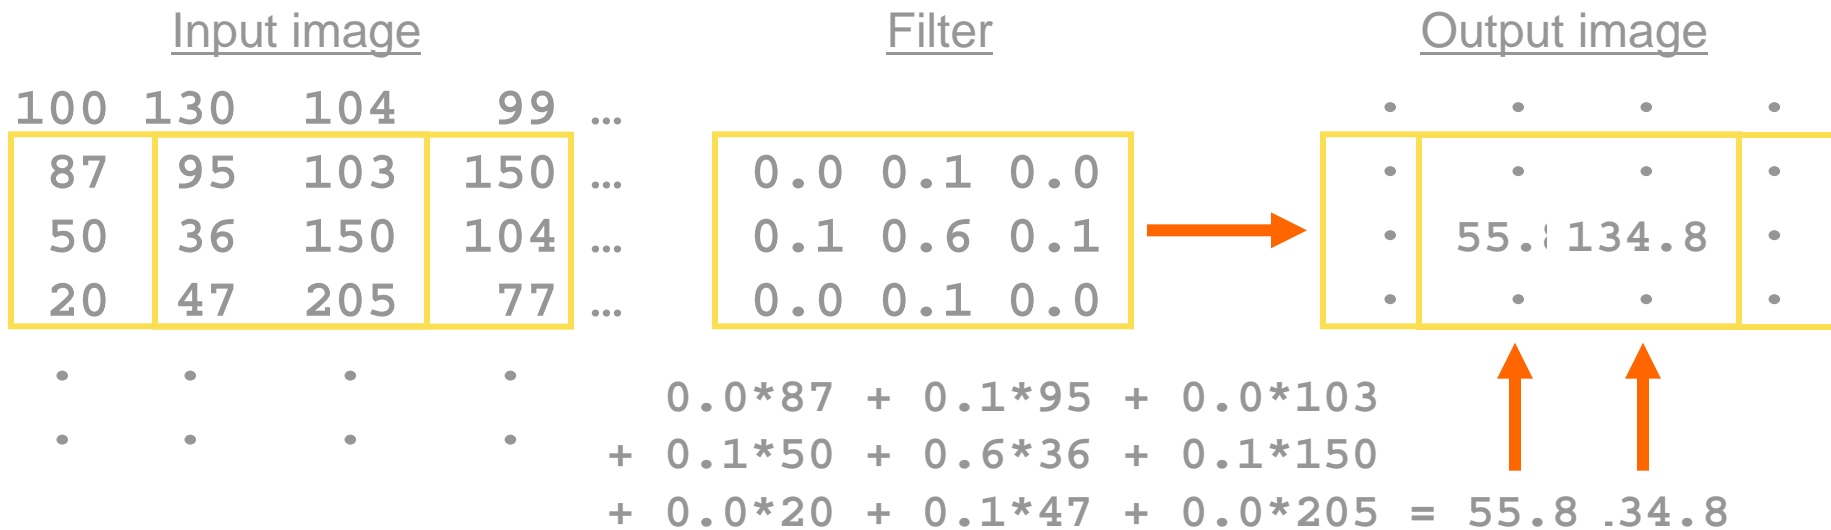 Input image Filter Output image
100 130 104 99 …
87 95 103 150 … 0.0 0.1 0.0
50 36 150 104 … 0.1 0.6 0.1 55. 134.8
20 47 205 77 … 0.0 0.1 0.0
0.0*87 + 0.1*95 + 0.0*103
+ 0.1*50 + 0.6*36 + 0.1*150
+ 0.0*20 + 0.1*47 + 0.0*205 = 55.8 .34.8